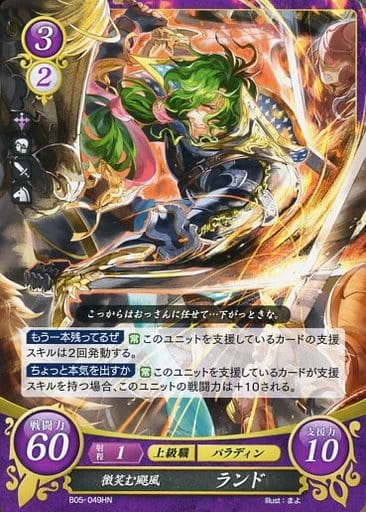 3
2
こっからはおっさんに任せて…下がっときな。
もう一本残ってるぜ 常 このユニットを支援しているカードの支援
スキルは2回発動する。
ちょっと本気を出すか 常 このユニットを支援しているカードが支援
スキルを持つ場合、このユニットの戦闘力は+10される。
戦闘力
60
射程 1 上級職 パラディン
支援力
10
微笑む颶風 ランド
B05-049HN
Illust:まよ